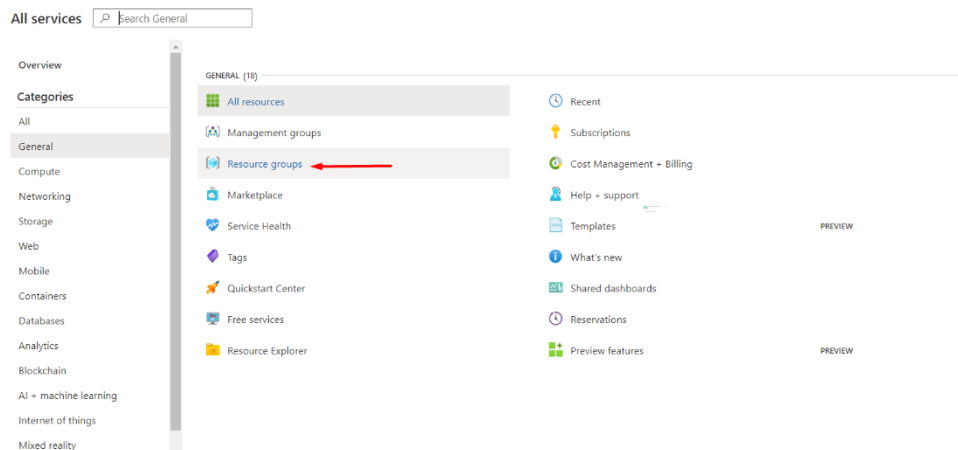 All services
Search General
Overview
Categories
All
General
Compute
Networking
Storage
Web
Mobile
Containers
Databases
Analytics
Blockchain
AI + machine learning
Internet of things
Mixed reality
GENERAL (18)
All resources
Management groups
Resource groups
Marketplace
Service Health
Tags
Quickstart Center
Free services
Resource Explorer
Recent
Subscriptions
Cost Management + Billing
Help + support
Templates PREVIEW
What's new
Shared dashboards
Reservations
Preview features PREVIEW